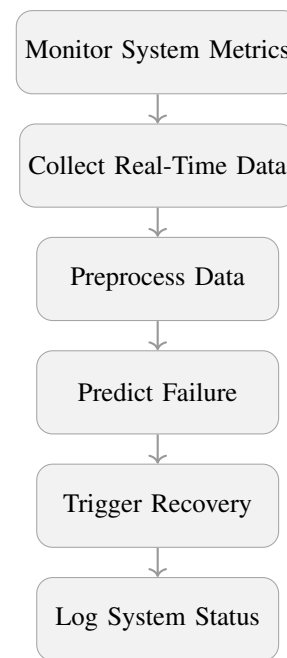 Monitor System Metrics
Collect Real-Time Data
Preprocess Data
Predict Failure
Trigger Recovery
Log System Status